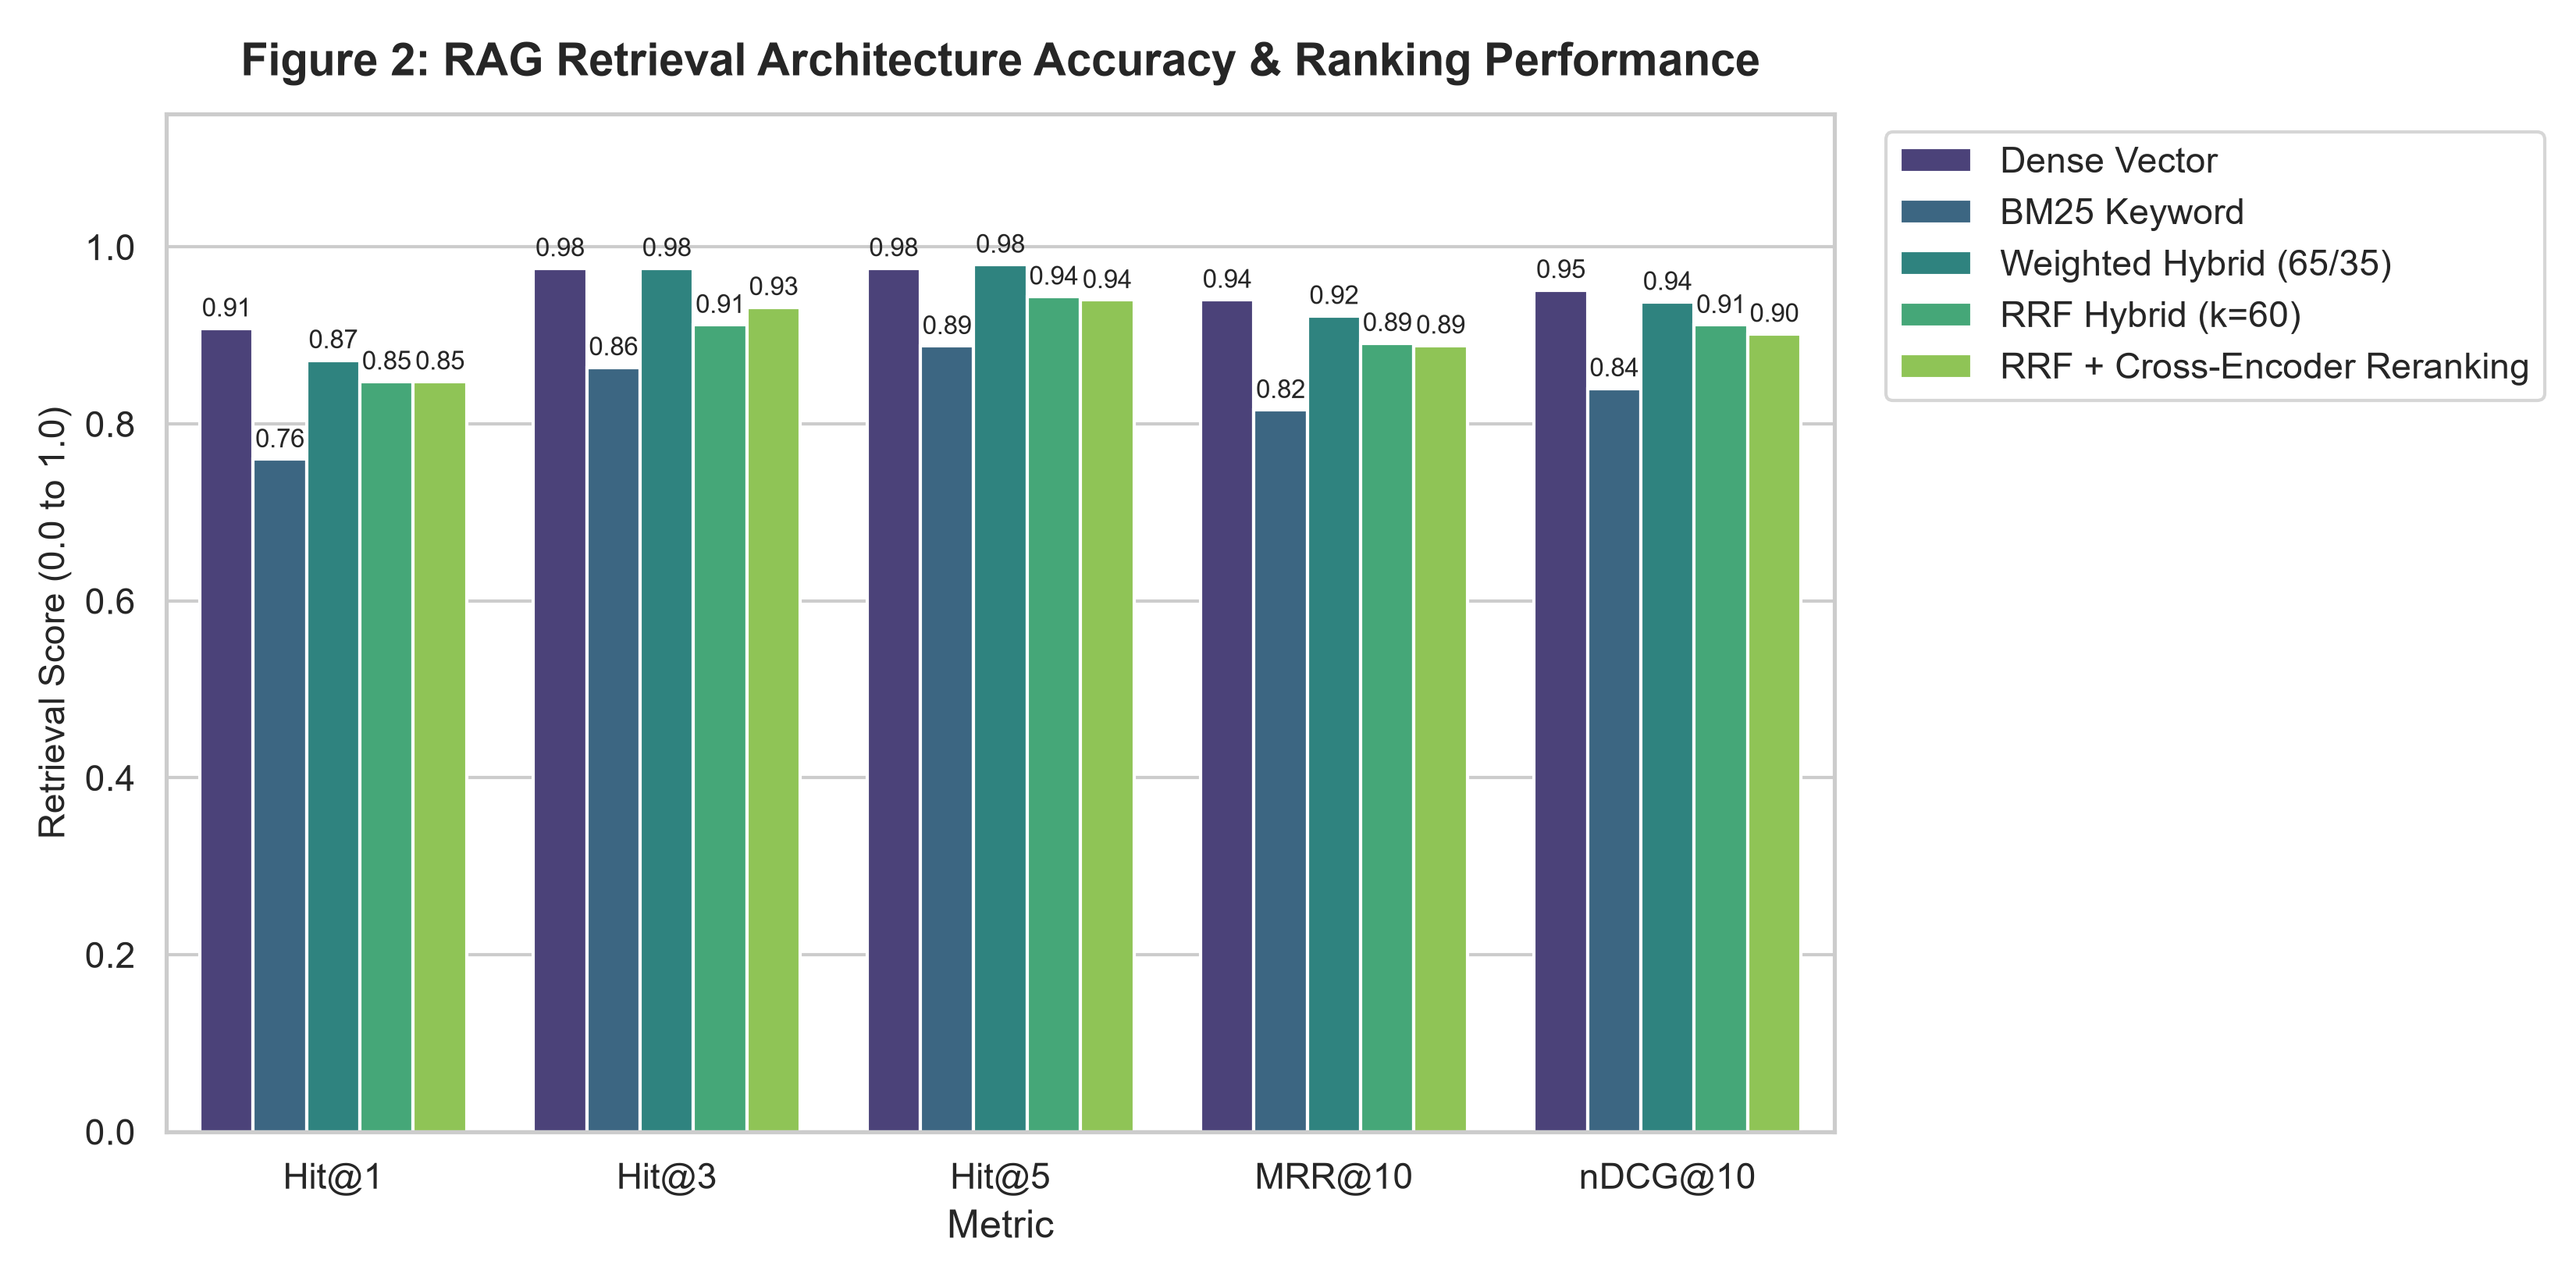 Figure 2: RAG Retrieval Architecture Accuracy & Ranking Performance
Dense Vector
BM25 Keyword
Weighted Hybrid (65/35)
RRF Hybrid (k=60)
RRF + Cross-Encoder Reranking
Retrieval Score (0.0 to 1.0)
1.0
0.8
0.6
0.4
0.2
0.0
0.91 0.76 0.87 0.85 0.85
0.98 0.86 0.98 0.91 0.93
0.98 0.89 0.98 0.94 0.94
0.94 0.82 0.92 0.89 0.89
0.95 0.84 0.94 0.91 0.90
Hit@1 Hit@3 Hit@5 MRR@10 nDCG@10
Metric